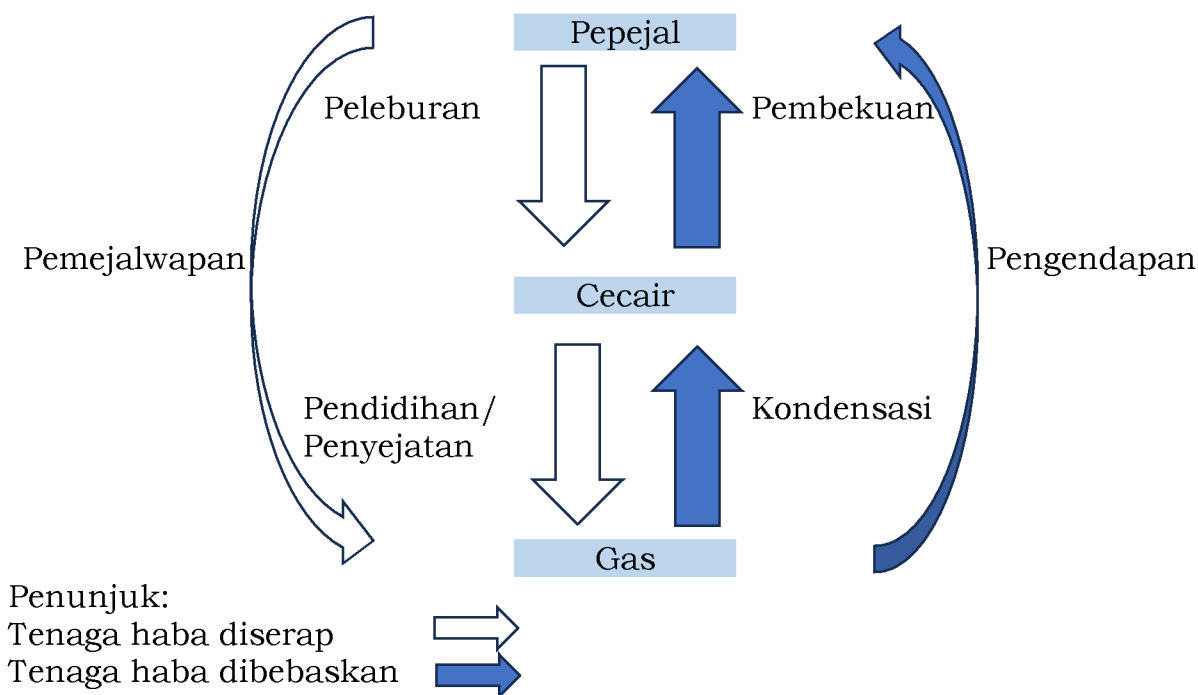 Pepejal
Peleburan
Pembekuan
Pemejalwapan
Pengendapan
Cecair
Pendidihan/
Penyejatan
Kondensasi
Gas
Penunjuk:
Tenaga haba diserap
Tenaga haba dibebaskan